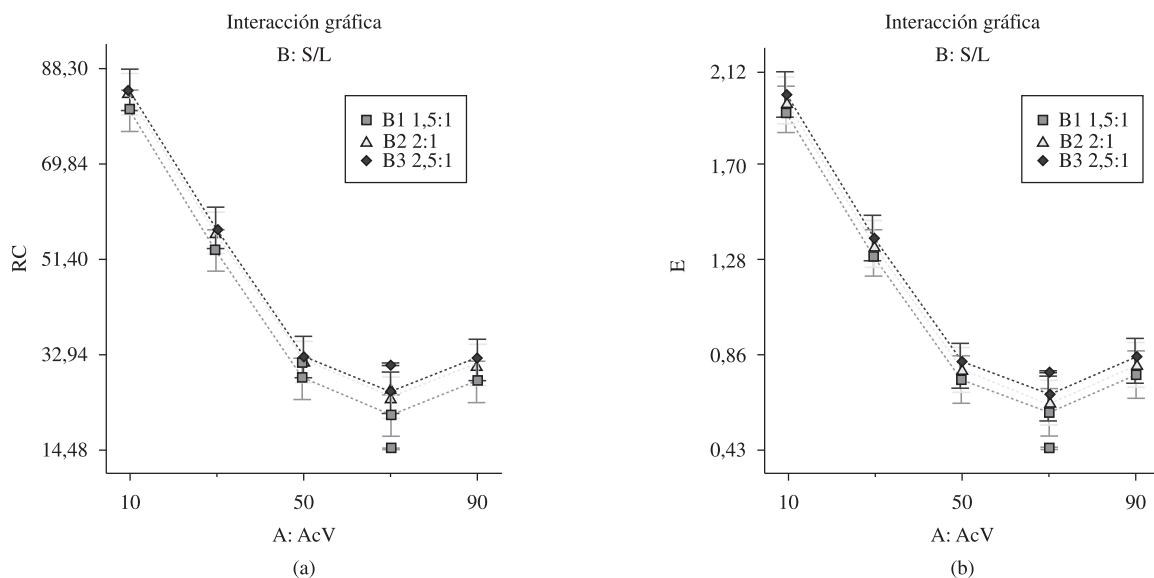 Interacción gráfica
B: S/L
88,30
69,84
51,40
32,94
14,48
RC
B1 1,5:1
B2 2:1
B3 2,5:1
10
50
90
A: AcV
(a)
Interacción gráfica
B: S/L
2,12
1,70
1,28
0,86
0,43
E
B1 1,5:1
B2 2:1
B3 2,5:1
10
50
90
A: AcV
(b)